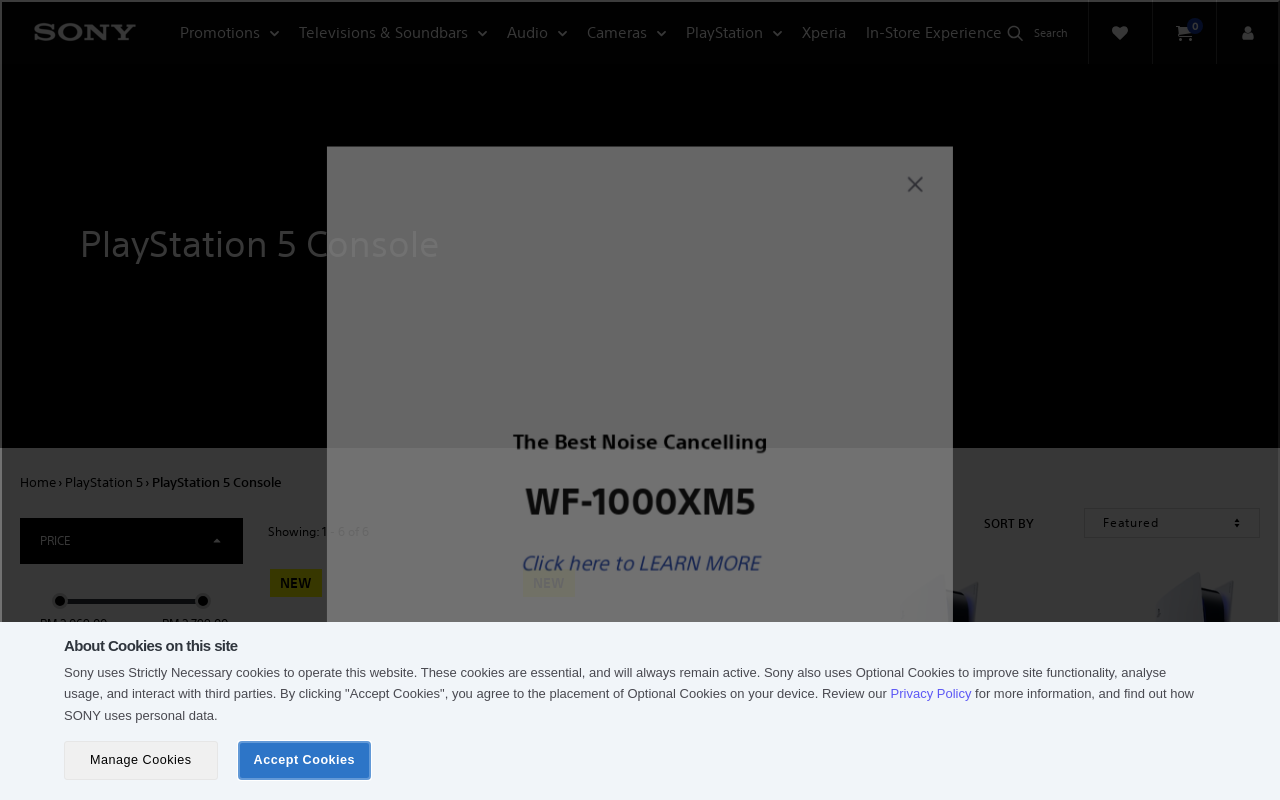 SONY Promotions Televisions & Soundbars Audio Cameras PlayStation Xperia In-Store Experience Search 0
PlayStation 5 Console
The Best Noise Cancelling
WF-1000XM5
Click here to LEARN MORE
Home › PlayStation 5 › PlayStation 5 Console
PRICE
Showing: 1 - 6 of 6
SORT BY Featured
NEW NEW
About Cookies on this site
Sony uses Strictly Necessary cookies to operate this website. These cookies are essential, and will always remain active. Sony also uses Optional Cookies to improve site functionality, analyse
usage, and interact with third parties. By clicking "Accept Cookies", you agree to the placement of Optional Cookies on your device. Review our Privacy Policy for more information, and find out how
SONY uses personal data.
Manage Cookies Accept Cookies